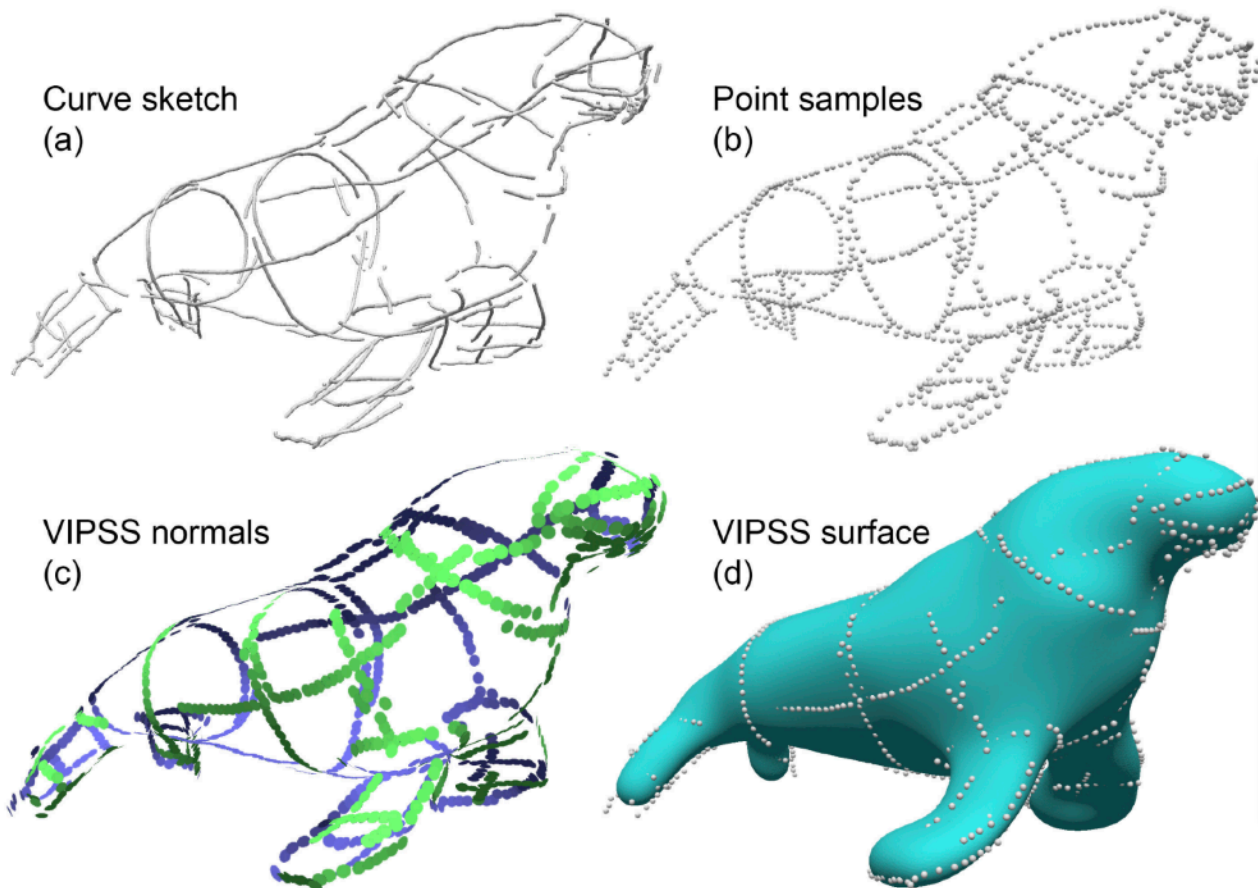 Curve sketch
(a)
Point samples
(b)
VIPSS normals
(c)
VIPSS surface
(d)